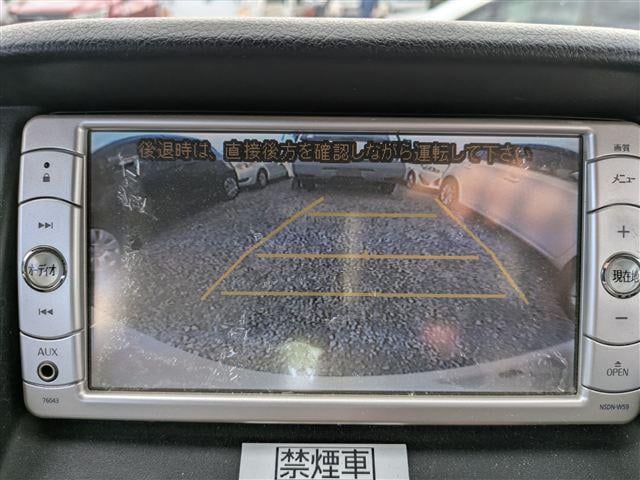 後退時は、直接後方を確認しながら運転して下さい
画質
メニュー
オーディオ
現在地
AUX
OPEN
76043
NSDN-W59
禁煙車